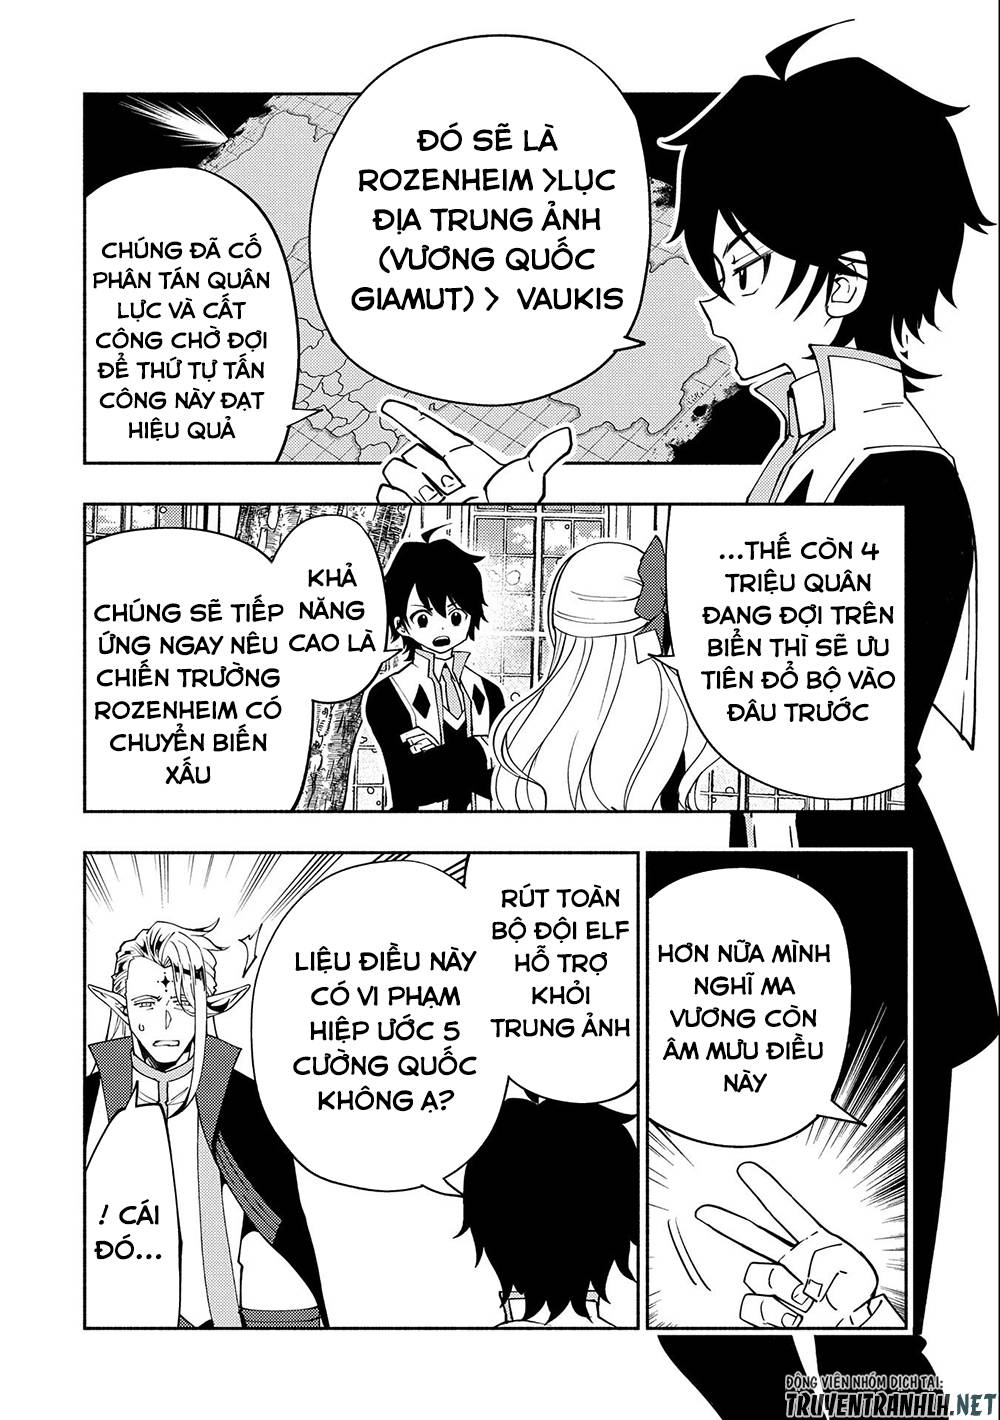 ĐÓ SẼ LÀ
ROZENHEIM >LỤC
ĐỊA TRUNG ẢNH
(VƯƠNG QUỐC
GIAMUT) > VAUKIS
CHÚNG ĐÃ CỐ
PHÂN TÁN QUÂN
LỰC VÀ CẤT
CÔNG CHỜ ĐỢI
ĐỂ THỨ TỰ TẤN
CÔNG NÀY ĐẠT
HIỆU QUẢ
...THẾ CÒN 4
TRIỆU QUÂN
ĐANG ĐỢI TRÊN
BIỂN THÌ SẼ ƯU
TIÊN ĐỔ BỘ VÀO
ĐÂU TRƯỚC
KHẢ
NĂNG
CAO LÀ
CHÚNG SẼ TIẾP
ỨNG NGAY NÊU
CHIẾN TRƯỜNG
ROZENHEIM CÓ
CHUYỂN BIẾN
XẤU
HƠN NỮA MÌNH
NGHĨ MA
VƯƠNG CÒN
ÂM MƯU ĐIỀU
NÀY
RÚT TOÀN
BỘ ĐỘI ELF
HỖ TRỢ
KHỎI
TRUNG ẢNH
LIỆU ĐIỀU NÀY
CÓ VI PHẠM
HIỆP ƯỚC 5
CƯỜNG QUỐC
KHÔNG Ạ?
! CÁI
ĐÓ...
ĐỘNG VIÊN NHÓM DỊCH TẠI:
TRUYENTRANHLH.NET